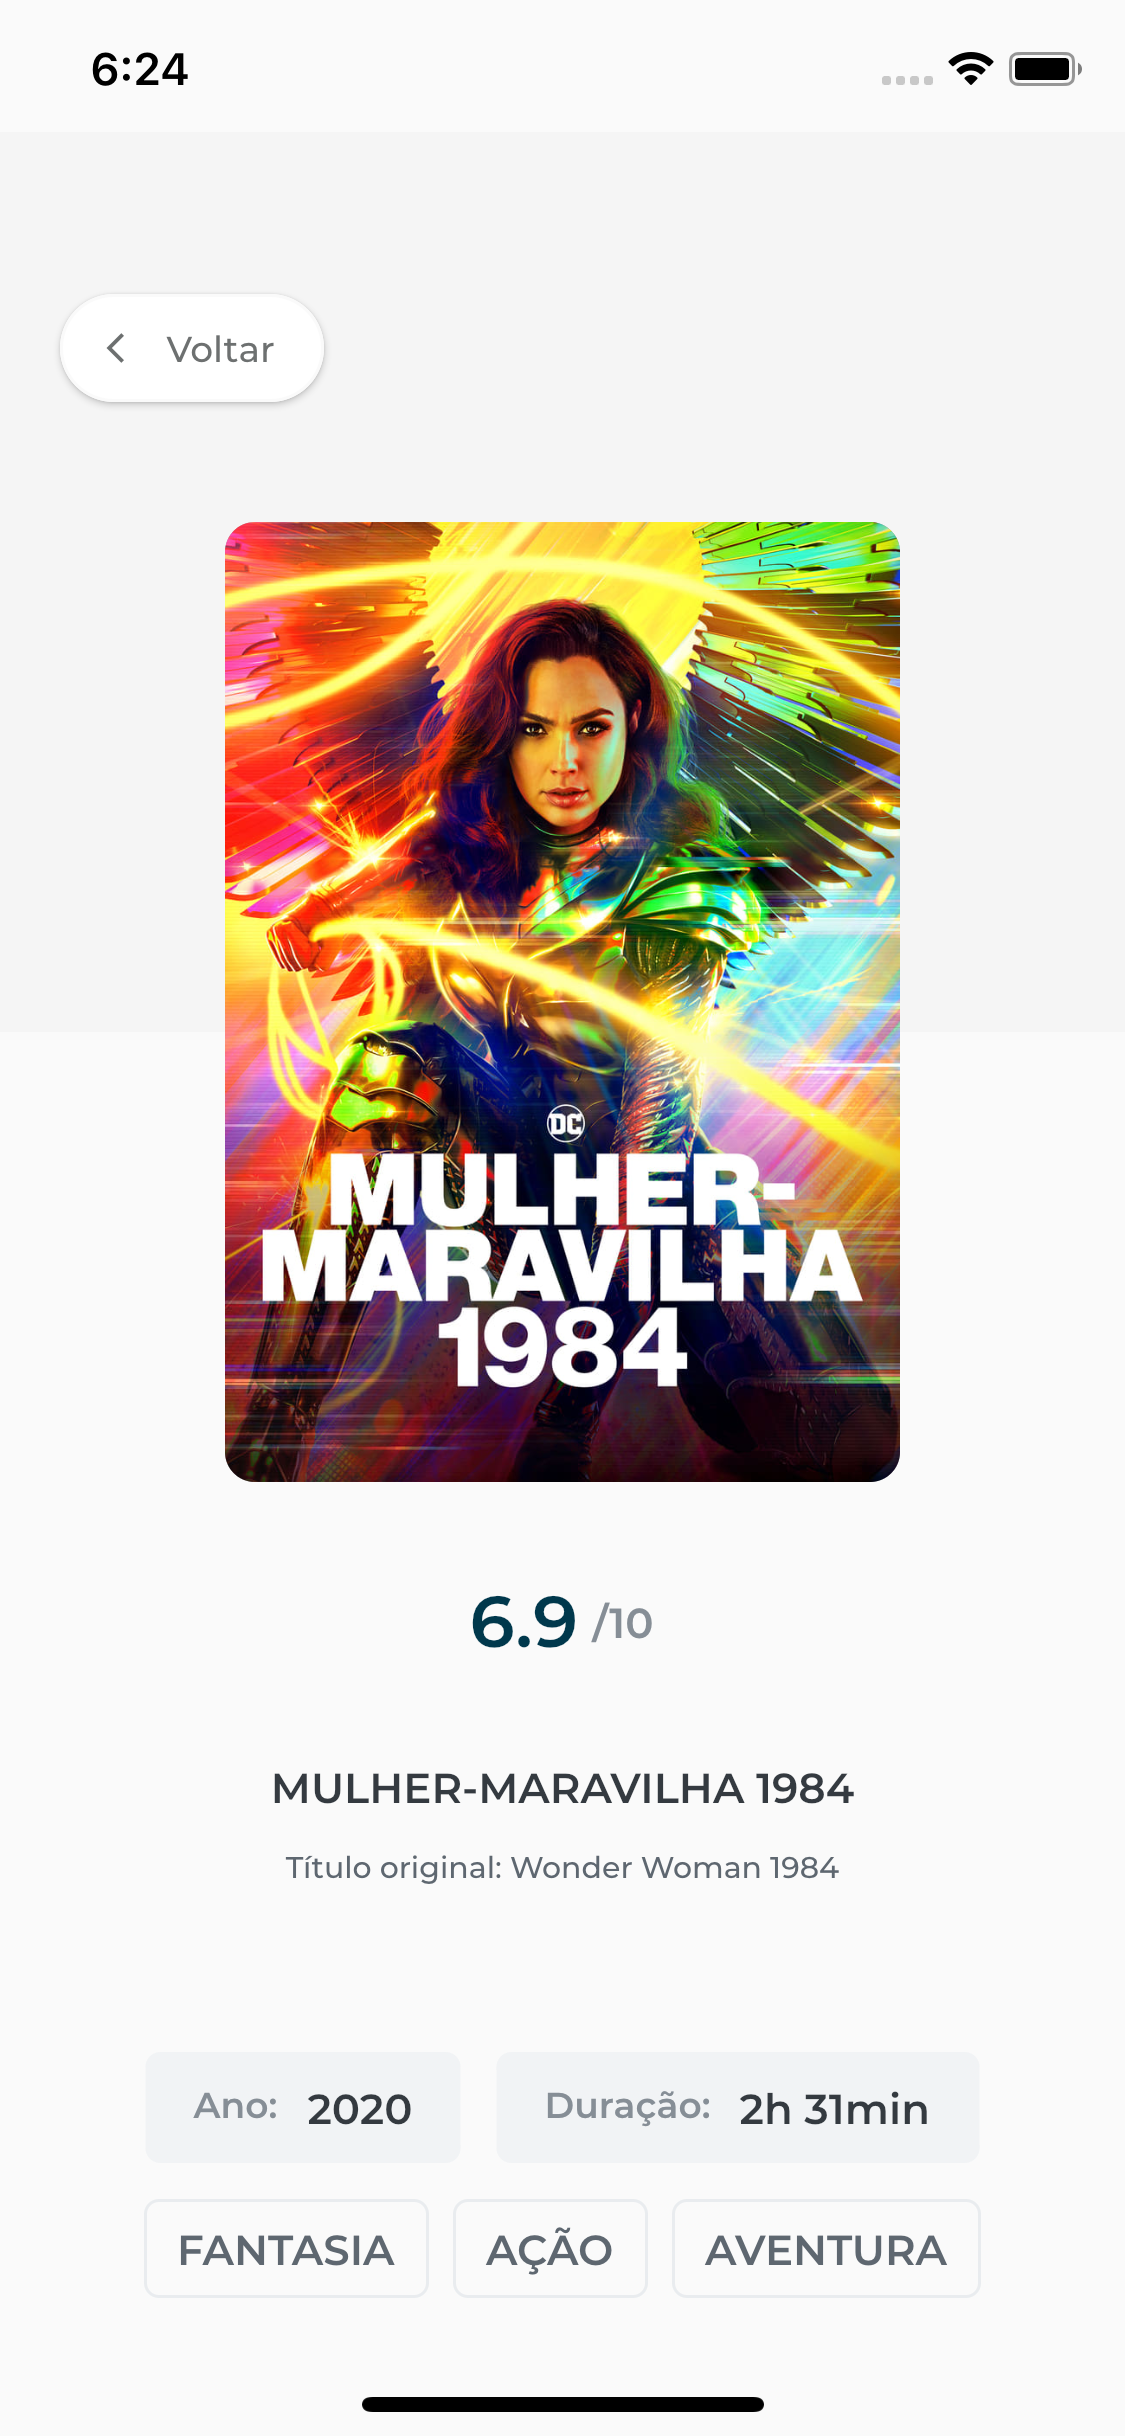 6:24
Voltar
DC
MULHER-
MARAVILHA
1984
6.9 /10
MULHER-MARAVILHA 1984
Título original: Wonder Woman 1984
Ano: 2020 Duração: 2h 31min
FANTASIA AÇÃO AVENTURA